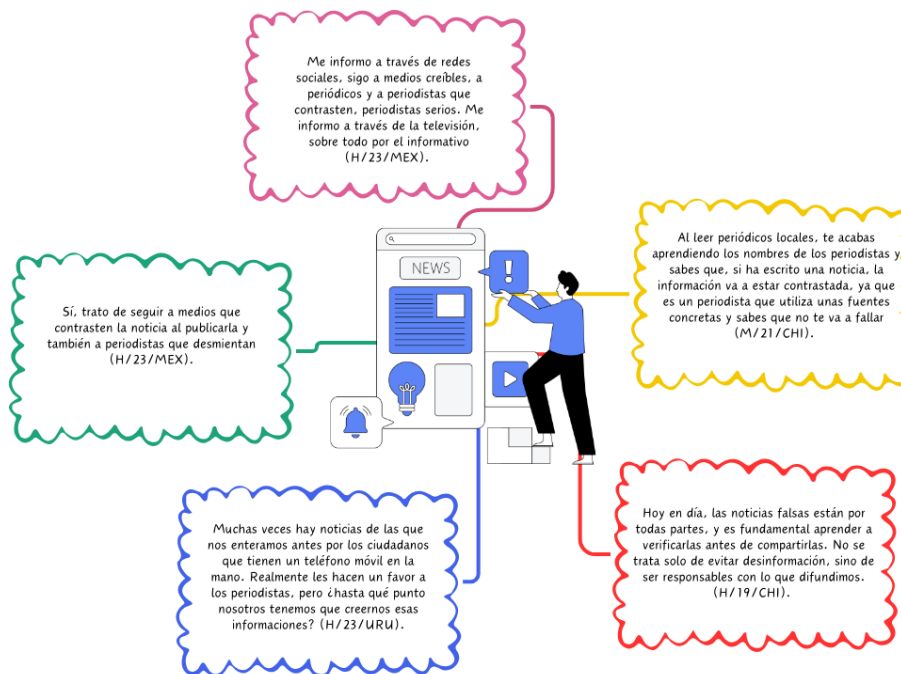 Me informo a través de redes
sociales, sigo a medios creíbles, a
periódicos y a periodistas que
contrasten, periodistas serios. Me
informo a través de la televisión,
sobre todo por el informativo
(H/23/MEX).
Al leer periódicos locales, te acabas
aprendiendo los nombres de los periodistas y
sabes que, si ha escrito una noticia, la
información va a estar contrastada, ya que
es un periodista que utiliza unas fuentes
concretas y sabes que no te va a fallar
(M/21/CHI).
NEWS
!
Sí, trato de seguir a medios que
contrasten la noticia al publicarla y
también a periodistas que desmientan
(H/23/MEX).
Muchas veces hay noticias de las que
nos enteramos antes por los ciudadanos
que tienen un teléfono móvil en la
mano. Realmente les hacen un favor a
los periodistas, pero ¿hasta qué punto
nosotros tenemos que creernos esas
informaciones? (H/23/URU).
Hoy en día, las noticias falsas están por
todas partes, y es fundamental aprender a
verificarlas antes de compartirlas. No se
trata solo de evitar desinformación, sino de
ser responsables con lo que difundimos.
(H/19/CHI).